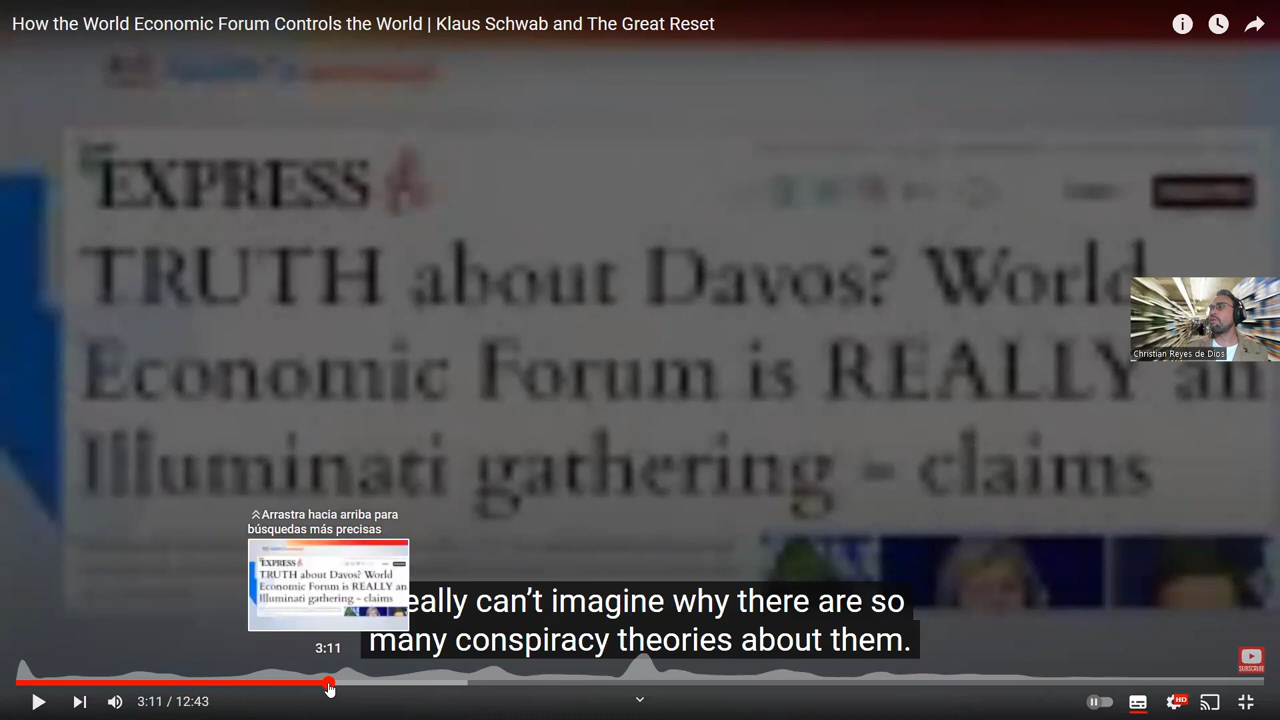 How the World Economic Forum Controls the World | Klaus Schwab and The Great Reset
EXPRESS
TRUTH about Davos? World
Economic Forum is REALLY an
Illuminati gathering - claims
Christian Reyes de Dios
Arrastra hacia arriba para
búsquedas más precisas
EXPRESS
TRUTH about Davos? World
Economic Forum is REALLY an
Illuminati gathering - claims
eally can't imagine why there are so
many conspiracy theories about them.
3:11
SUBSCRIBE
3:11 / 12:43
HD